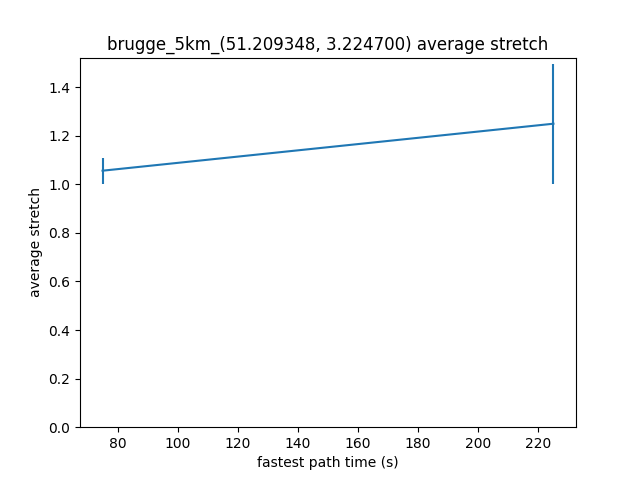 brugge_5km_(51.209348, 3.224700) average stretch
1.4
1.2
1.0
0.8
0.6
0.4
0.2
0.0
average stretch
80 100 120 140 160 180 200 220
fastest path time (s)